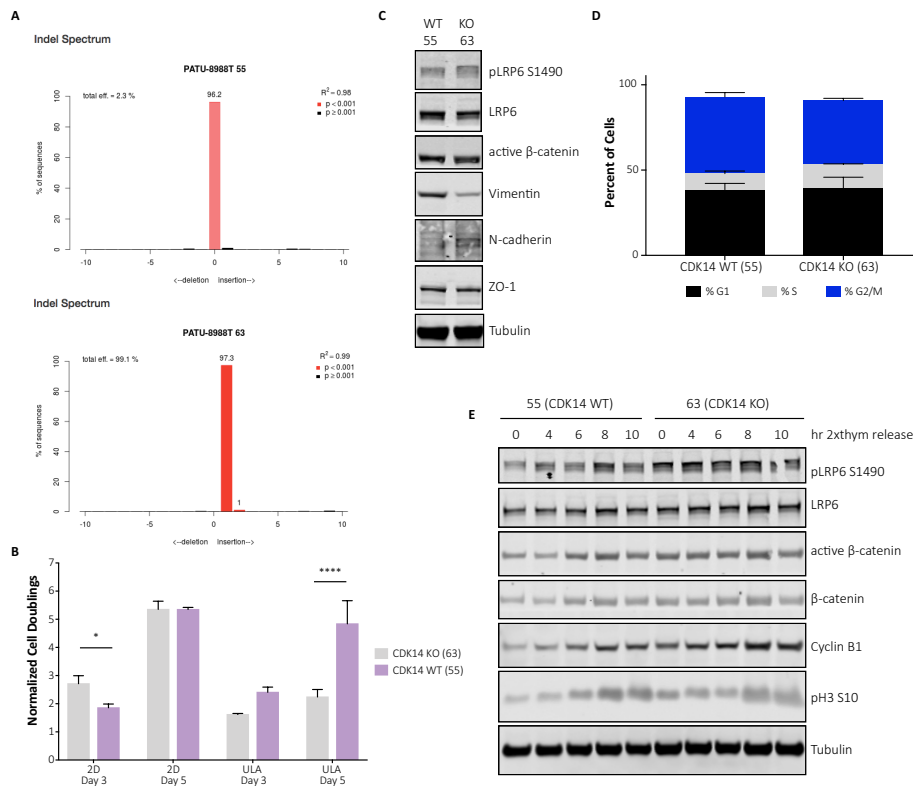 A
Indel Spectrum
PATU-8988T 55
total eff. = 2.3 %
96.2
R2 = 0.98
p < 0.001
p ≥ 0.001
% of sequences
0
20
40
60
80
100
-10
-5
0
5
10
<--deletion
Insertion-->
Indel Spectrum
PATU-8988T 63
total eff. = 99.1 %
97.3
R2 = 0.99
p < 0.001
p ≥ 0.001
1
% of sequences
0
20
40
60
80
100
-10
-5
0
5
10
<--deletion
Insertion-->
B
Normalized Cell Doublings
7
6
5
4
3
2
1
0
*
****
CDK14 KO (63)
CDK14 WT (55)
2D
Day 3
2D
Day 5
ULA
Day 3
ULA
Day 5
C
WT
55
KO
63
pLRP6 S1490
LRP6
active β-catenin
Vimentin
N-cadherin
ZO-1
Tubulin
D
Percent of Cells
100
50
0
CDK14 WT (55)
CDK14 KO (63)
% G1
% S
% G2/M
E
55 (CDK14 WT)
63 (CDK14 KO)
0 4 6 8 10 0 4 6 8 10 hr 2xthym release
pLRP6 S1490
LRP6
active β-catenin
β-catenin
Cyclin B1
pH3 S10
Tubulin